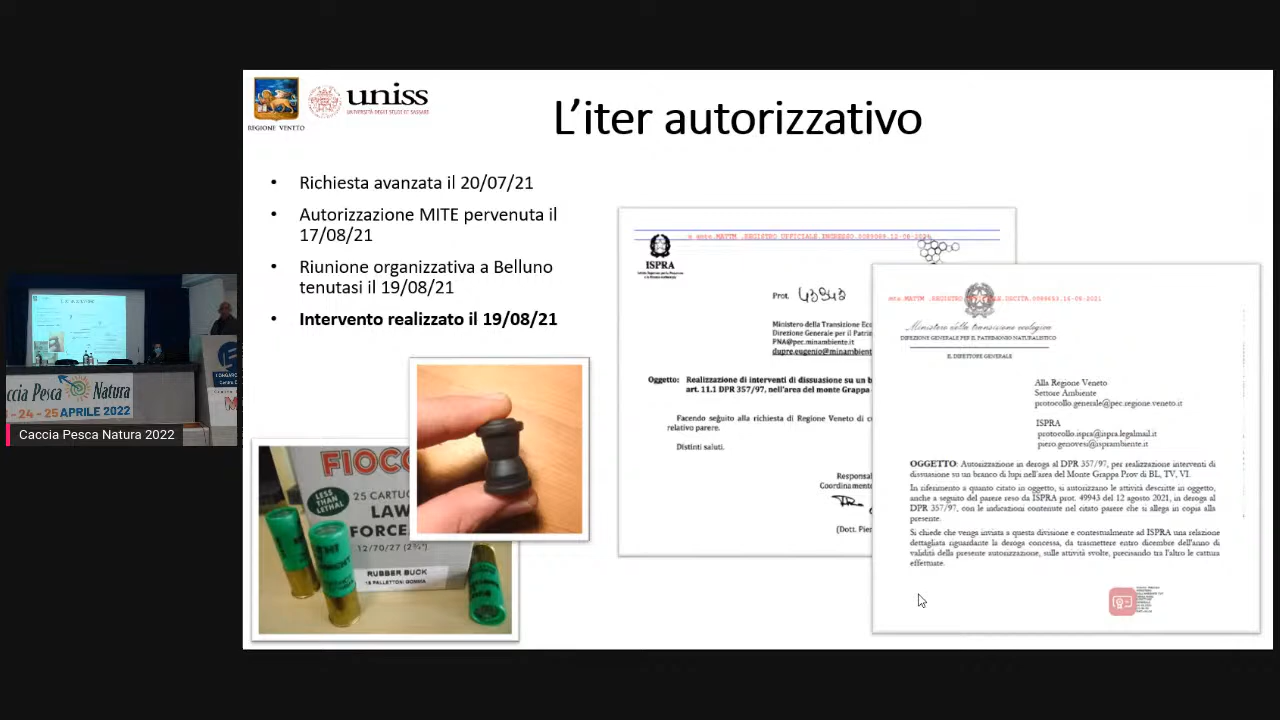 REGIONE VENETO
uniss
UNIVERSITÀ DEGLI STUDI DI SASSARI
L'iter autorizzativo
• Richiesta avanzata il 20/07/21
• Autorizzazione MITE pervenuta il
17/08/21
• Riunione organizzativa a Belluno
tenutasi il 19/08/21
• Intervento realizzato il 19/08/21
ccia Pesca Natura
- 24 - 25 APRILE 2022
Caccia Pesca Natura 2022
FIOCC
LESS THAN LETHAL
25 CARTUC
LAW
FORCE
12/70/27 (2¾")
RUBBER BUCK
15 PALLETTONI GOMMA
ISPRA
Prot. 49943
Ministero della Transizione Eco
Direzione Generale per il Patrim
PNA@pec.minambiente.it
dupre.eugenio@minambient
Oggetto: Realizzazione di interventi di dissuasione su un b
art. 11.1 DPR 357/97, nell'area del monte Grappa
Facendo seguito alla richiesta di Regione Veneto di c
relativo parere.
Distinti saluti.
Responsal
Coordinamento
(Dott. Pier
Ministero della transizione ecologica
DIREZIONE GENERALE PER IL PATRIMONIO NATURALISTICO
IL DIRETTORE GENERALE
Alla Regione Veneto
Settore Ambiente
protocollo.generale@pec.regione.veneto.it
ISPRA
protocollo.ispra@ispra.legalmail.it
piero.genovesi@isprambiente.it
OGGETTO: Autorizzazione in deroga al DPR 357/97, per realizzazione interventi di
dissuasione su un branco di lupi nell'area del Monte Grappa Prov di BL, TV, VI.
In riferimento a quanto citato in oggetto, si autorizzano le attività descritte in oggetto,
anche a seguito del parere reso da ISPRA prot. 49943 del 12 agosto 2021, in deroga al
DPR 357/97, con le indicazioni contenute nel citato parere che si allega in copia alla
presente.
Si chiede che venga inviata a questa divisione e contestualmente ad ISPRA una relazione
dettagliata riguardante la deroga concessa, da trasmettere entro dicembre dell'anno di
validità della presente autorizzazione, sulle attività svolte, precisando tra l'altro le catture
effettuate.